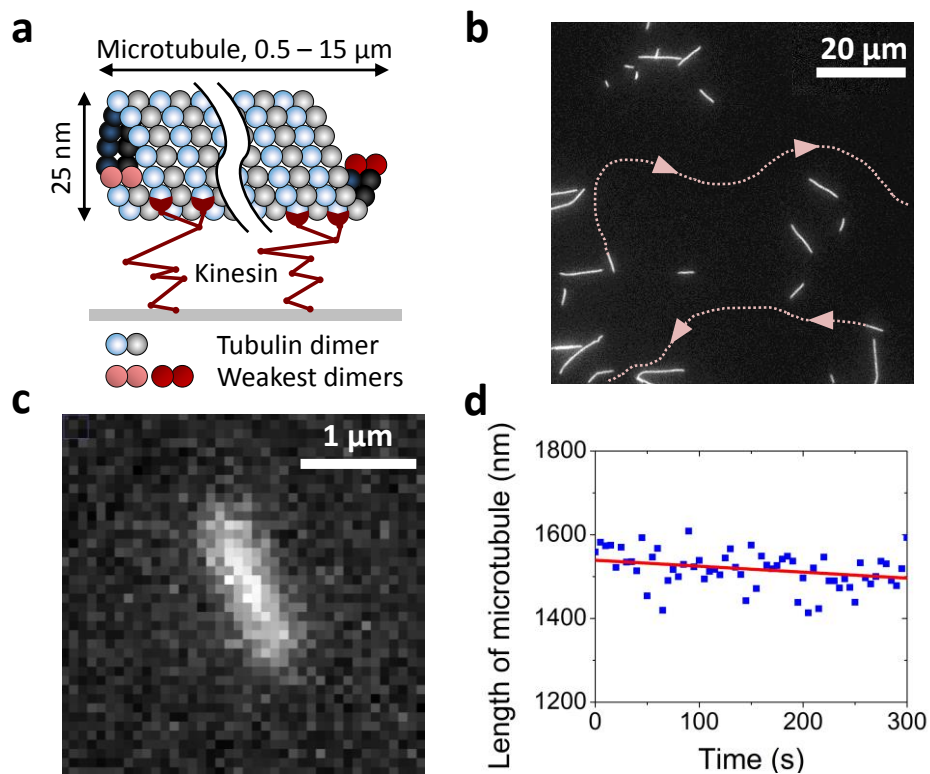 a
Microtubule, 0.5 – 15 µm
25 nm
Kinesin
Tubulin dimer
Weakest dimers
b
20 µm
c
1 µm
d
Length of microtubule (nm)
1800
1600
1400
1200
0
100
200
300
Time (s)